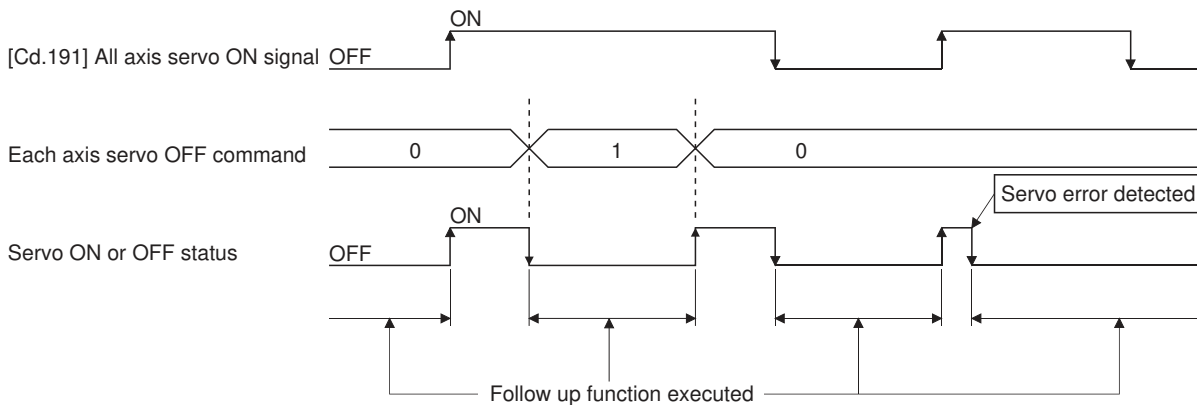 ON
[Cd.191] All axis servo ON signal OFF
Each axis servo OFF command 0 1 0
Servo error detected
ON
Servo ON or OFF status OFF
Follow up function executed